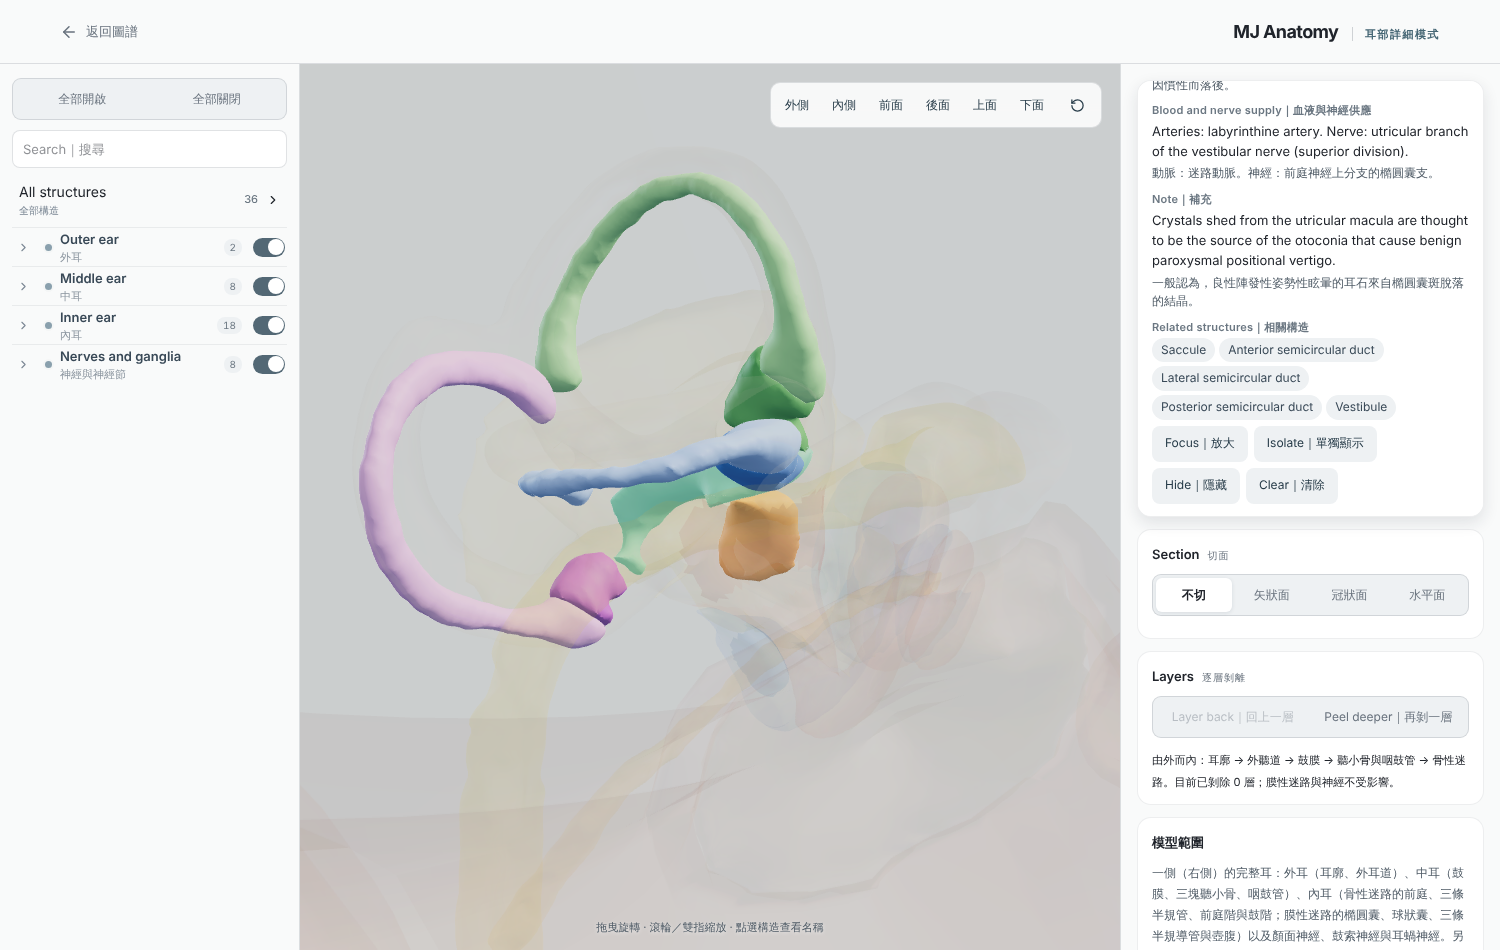 返回圖譜
MJ Anatomy
耳部詳細模式
全部開啟
全部關閉
Search | 搜尋
All structures
全部構造
36
Outer ear
外耳
2
Middle ear
中耳
8
Inner ear
內耳
18
Nerves and ganglia
神經與神經節
8
外側 內側 前面 後面 上面 下面
拖曳旋轉 · 滾輪／雙指縮放 · 點選構造查看名稱
因慣性而落後。
Blood and nerve supply | 血液與神經供應
Arteries: labyrinthine artery. Nerve: utricular branch
of the vestibular nerve (superior division).
動脈：迷路動脈。神經：前庭神經上分支的橢圓囊支。
Note | 補充
Crystals shed from the utricular macula are thought
to be the source of the otoconia that cause benign
paroxysmal positional vertigo.
一般認為，良性陣發性姿勢性眩暈的耳石來自橢圓囊斑脫落
的結晶。
Related structures | 相關構造
Saccule
Anterior semicircular duct
Lateral semicircular duct
Posterior semicircular duct
Vestibule
Focus | 放大
Isolate | 單獨顯示
Hide | 隱藏
Clear | 清除
Section 切面
不切 矢狀面 冠狀面 水平面
Layers 逐層剝離
Layer back | 回上一層
Peel deeper | 再剝一層
由外而內：耳廓 → 外聽道 → 鼓膜 → 聽小骨與咽鼓管 → 骨性迷
路。目前已剝除 0 層；膜性迷路與神經不受影響。
模型範圍
一側（右側）的完整耳：外耳（耳廓、外耳道）、中耳（鼓
膜、三塊聽小骨、咽鼓管）、內耳（骨性迷路的前庭、三條
半規管、前庭階與鼓階；膜性迷路的橢圓囊、球狀囊、三條
半規導管與壺腹）以及顏面神經、鼓索神經與耳蝸神經。另